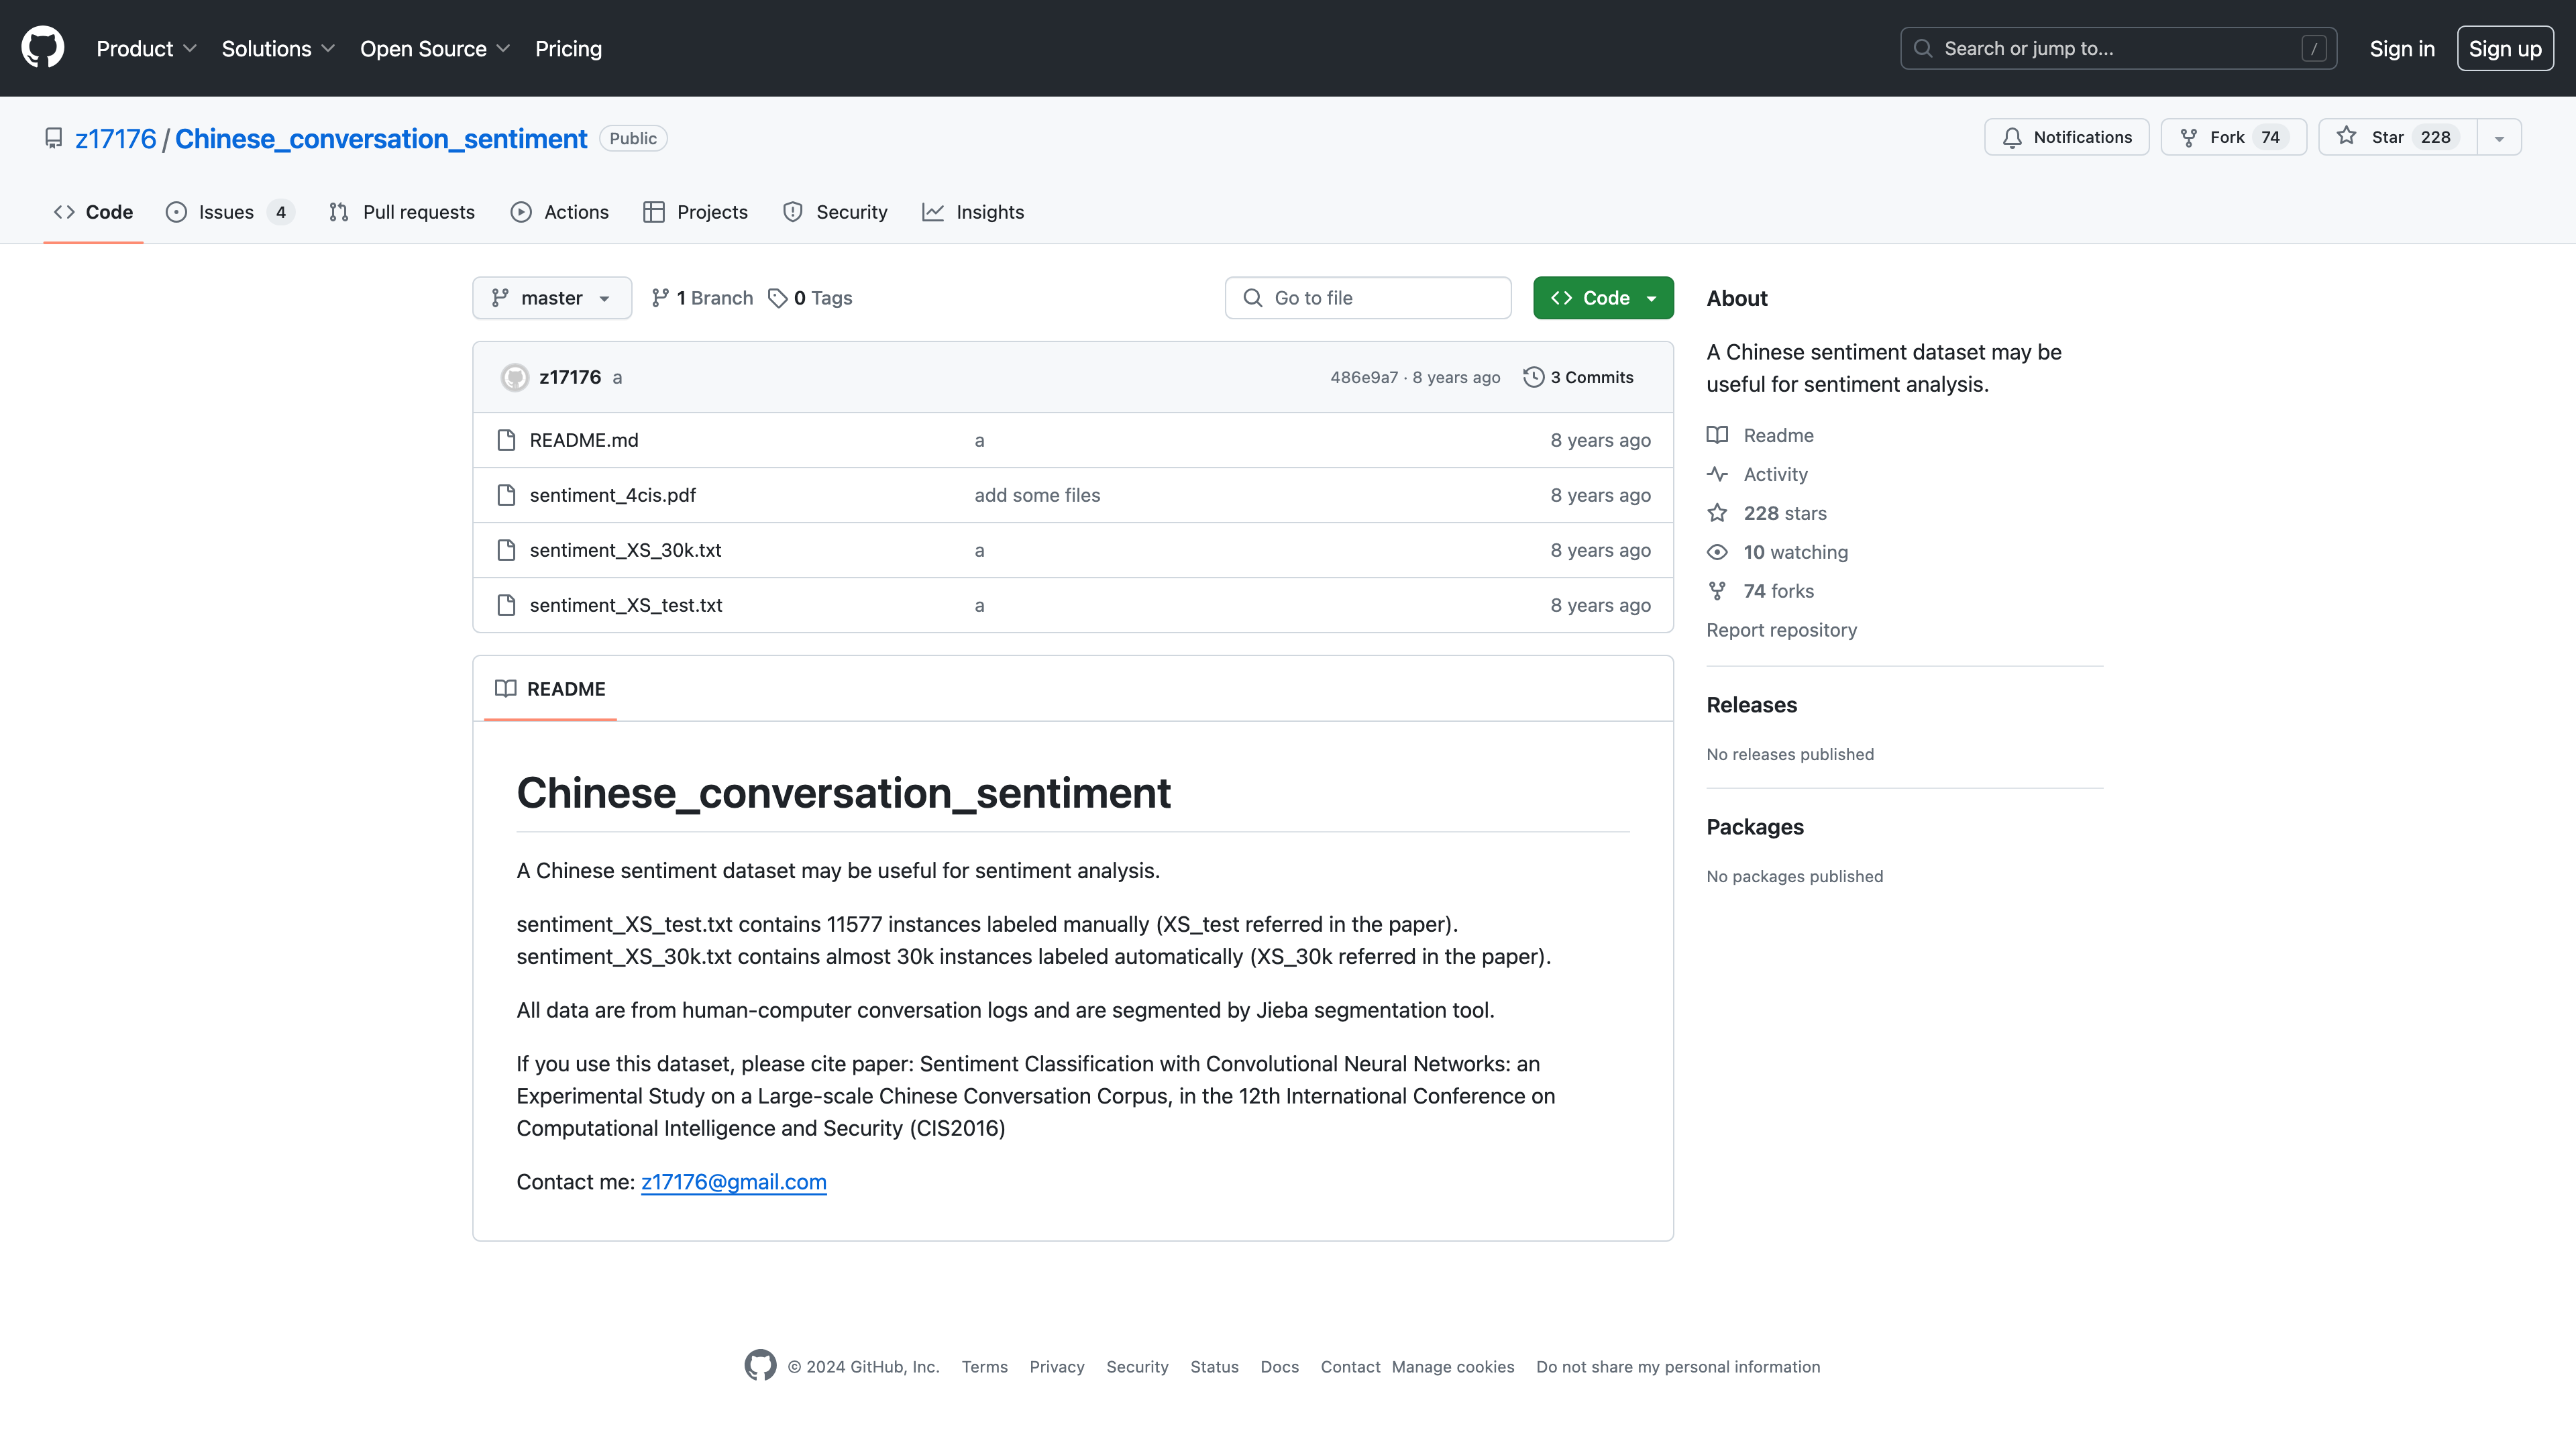 Product Solutions Open Source Pricing Search or jump to... / Sign in Sign up
z17176 / Chinese_conversation_sentiment Public Notifications Fork 74 Star 228
Code Issues 4 Pull requests Actions Projects Security Insights
master 1 Branch 0 Tags Go to file Code
z17176 a 486e9a7 · 8 years ago 3 Commits
README.md a 8 years ago
sentiment_4cis.pdf add some files 8 years ago
sentiment_XS_30k.txt a 8 years ago
sentiment_XS_test.txt a 8 years ago
README
Chinese_conversation_sentiment
A Chinese sentiment dataset may be useful for sentiment analysis.
sentiment_XS_test.txt contains 11577 instances labeled manually (XS_test referred in the paper).
sentiment_XS_30k.txt contains almost 30k instances labeled automatically (XS_30k referred in the paper).
All data are from human-computer conversation logs and are segmented by Jieba segmentation tool.
If you use this dataset, please cite paper: Sentiment Classification with Convolutional Neural Networks: an
Experimental Study on a Large-scale Chinese Conversation Corpus, in the 12th International Conference on
Computational Intelligence and Security (CIS2016)
Contact me: z17176@gmail.com
About
A Chinese sentiment dataset may be
useful for sentiment analysis.
Readme
Activity
228 stars
10 watching
74 forks
Report repository
Releases
No releases published
Packages
No packages published
© 2024 GitHub, Inc. Terms Privacy Security Status Docs Contact Manage cookies Do not share my personal information